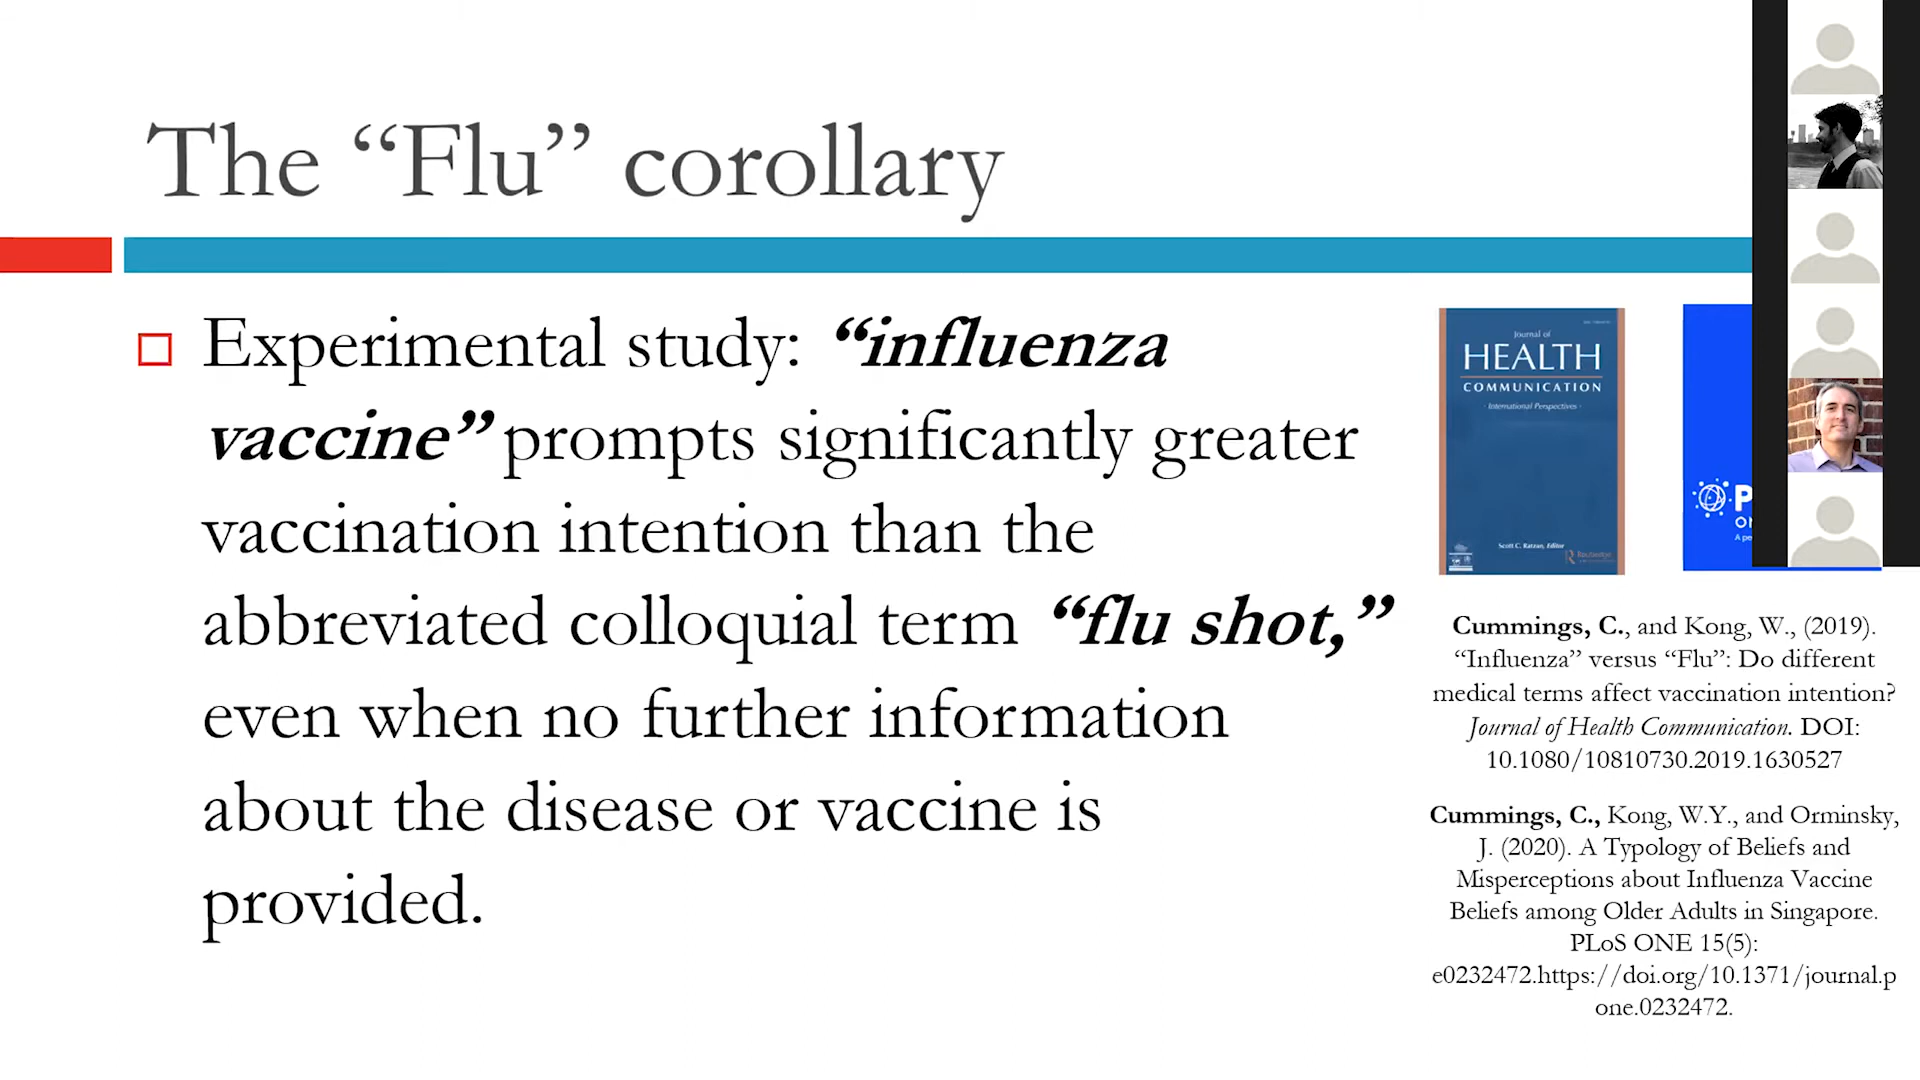 The “Flu” corollary
Experimental study: “influenza
vaccine” prompts significantly greater
vaccination intention than the
abbreviated colloquial term “flu shot,”
even when no further information
about the disease or vaccine is
provided.
Journal of
HEALTH
COMMUNICATION
· International Perspectives ·
Scott C. Ratzan, Editor
Routledge
P
A pe
Cummings, C., and Kong, W., (2019).
“Influenza” versus “Flu”: Do different
medical terms affect vaccination intention?
Journal of Health Communication. DOI:
10.1080/10810730.2019.1630527
Cummings, C., Kong, W.Y., and Orminsky,
J. (2020). A Typology of Beliefs and
Misperceptions about Influenza Vaccine
Beliefs among Older Adults in Singapore.
PLoS ONE 15(5):
e0232472.https://doi.org/10.1371/journal.p
one.0232472.